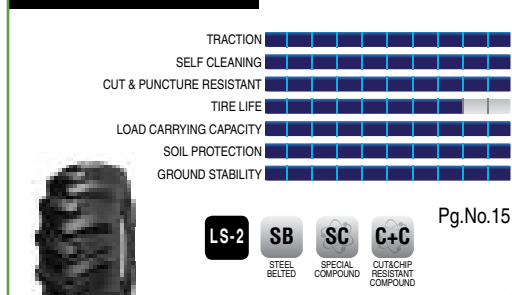 TRACTION
SELF CLEANING
CUT & PUNCTURE RESISTANT
TIRE LIFE
LOAD CARRYING CAPACITY
SOIL PROTECTION
GROUND STABILITY
Pg.No.15
LS-2 SB SC C+C
STEEL BELTED
SPECIAL COMPOUND
CUT&CHIP RESISTANT COMPOUND